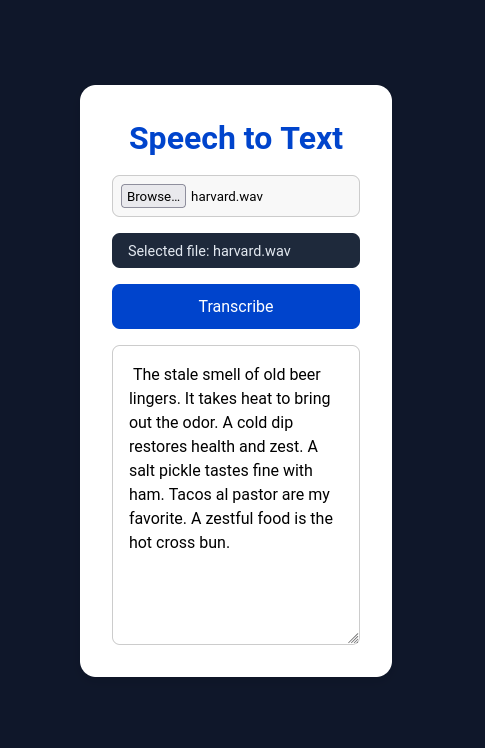 Speech to Text
Browse… harvard.wav
Selected file: harvard.wav
Transcribe
The stale smell of old beer
lingers. It takes heat to bring
out the odor. A cold dip
restores health and zest. A
salt pickle tastes fine with
ham. Tacos al pastor are my
favorite. A zestful food is the
hot cross bun.